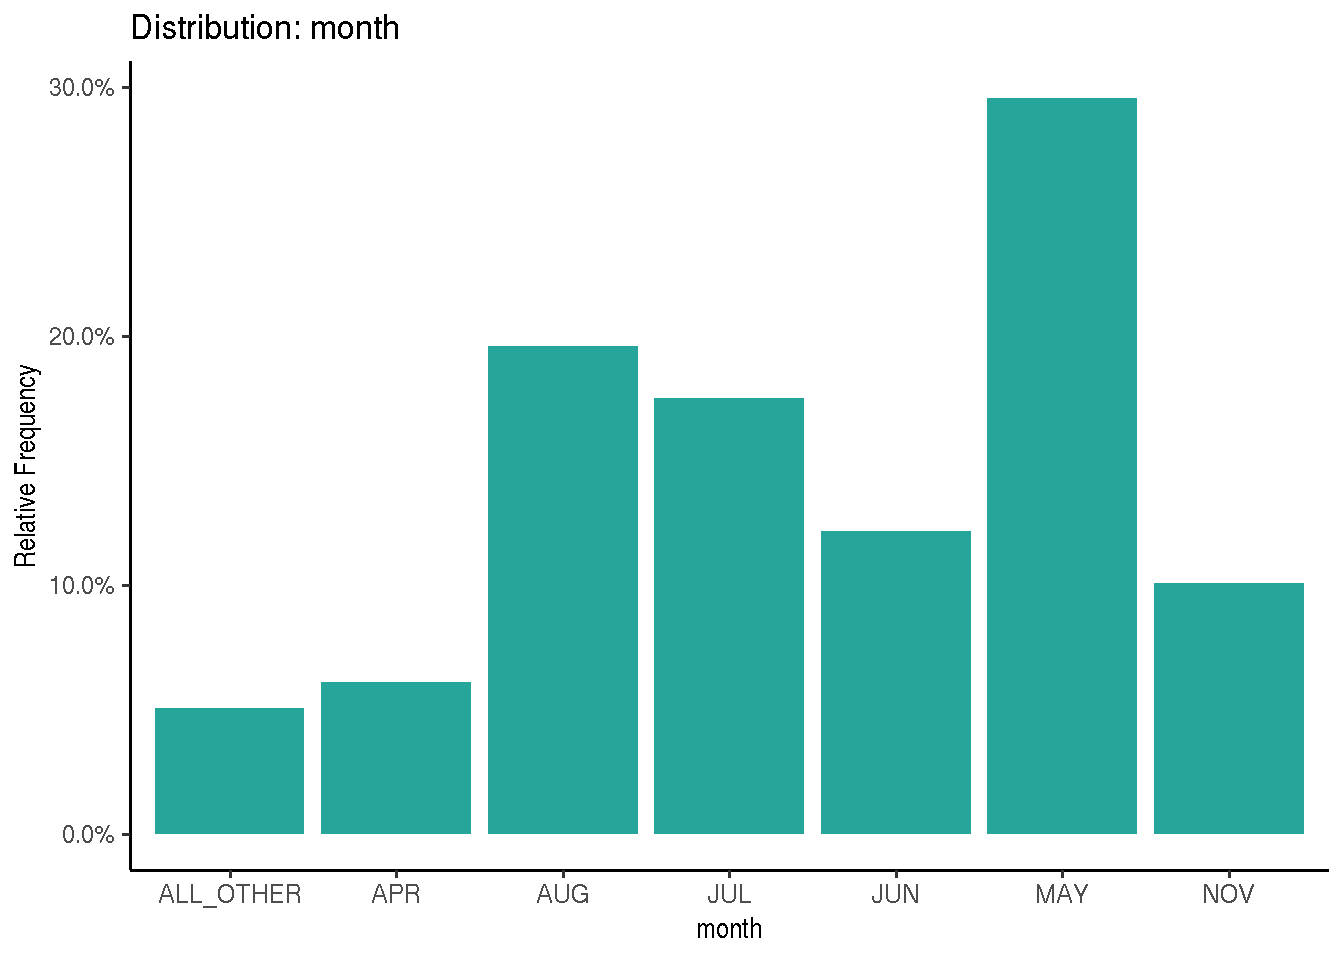 Distribution: month
30.0%
20.0%
10.0%
0.0%
Relative Frequency
ALL_OTHER APR AUG JUL JUN MAY NOV
month